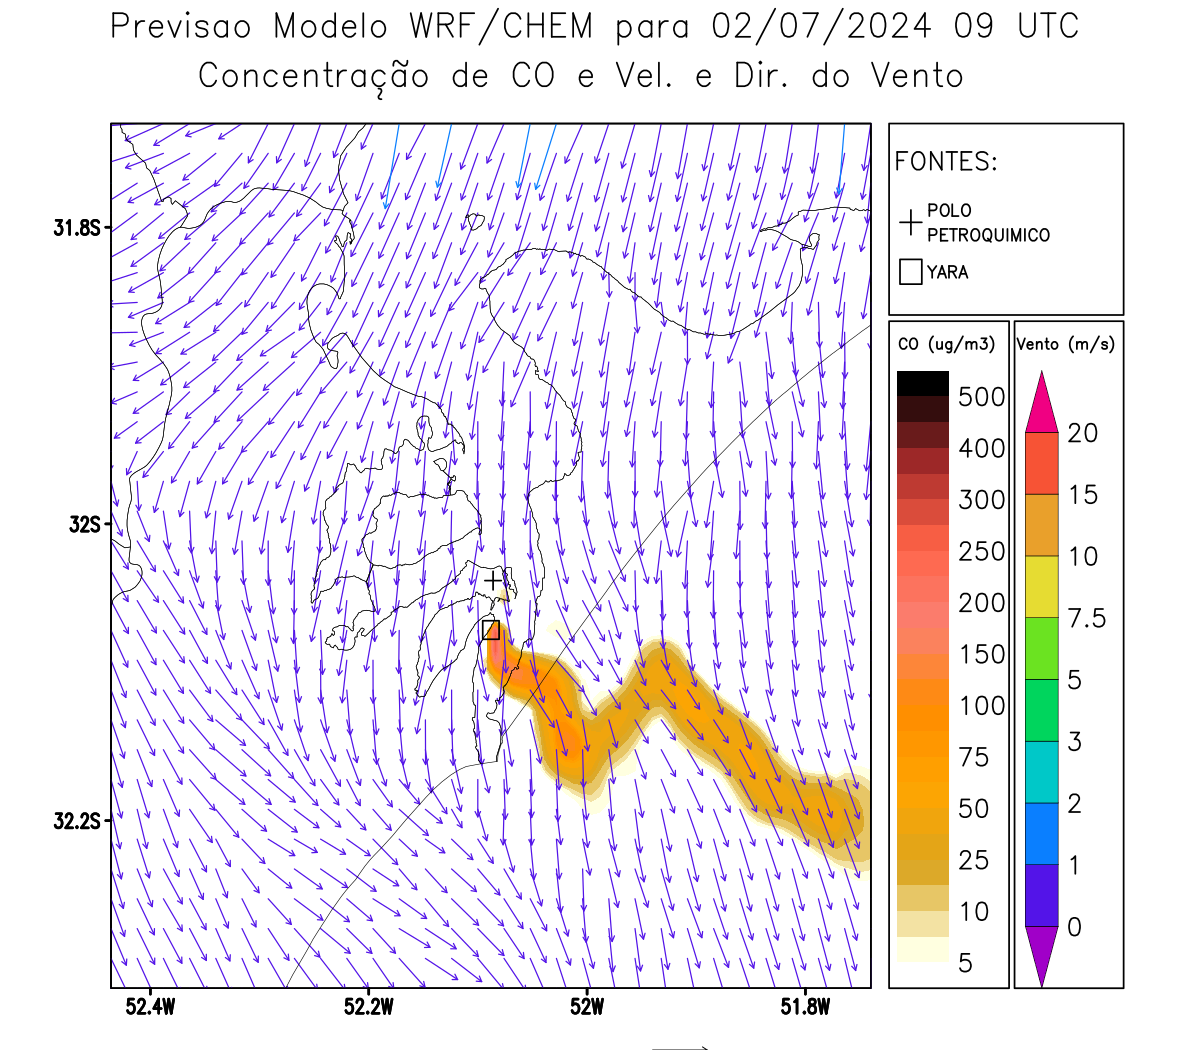 Previsao Modelo WRF/CHEM para 02/07/2024 09 UTC
Concentração de CO e Vel. e Dir. do Vento
FONTES:
POLO
PETROQUIMICO
YARA
CO (ug/m3)
500
400
300
250
200
150
100
75
50
25
10
5
Vento (m/s)
20
15
10
7.5
5
3
2
1
0
31.8S
32S
32.2S
52.4W
52.2W
52W
51.8W